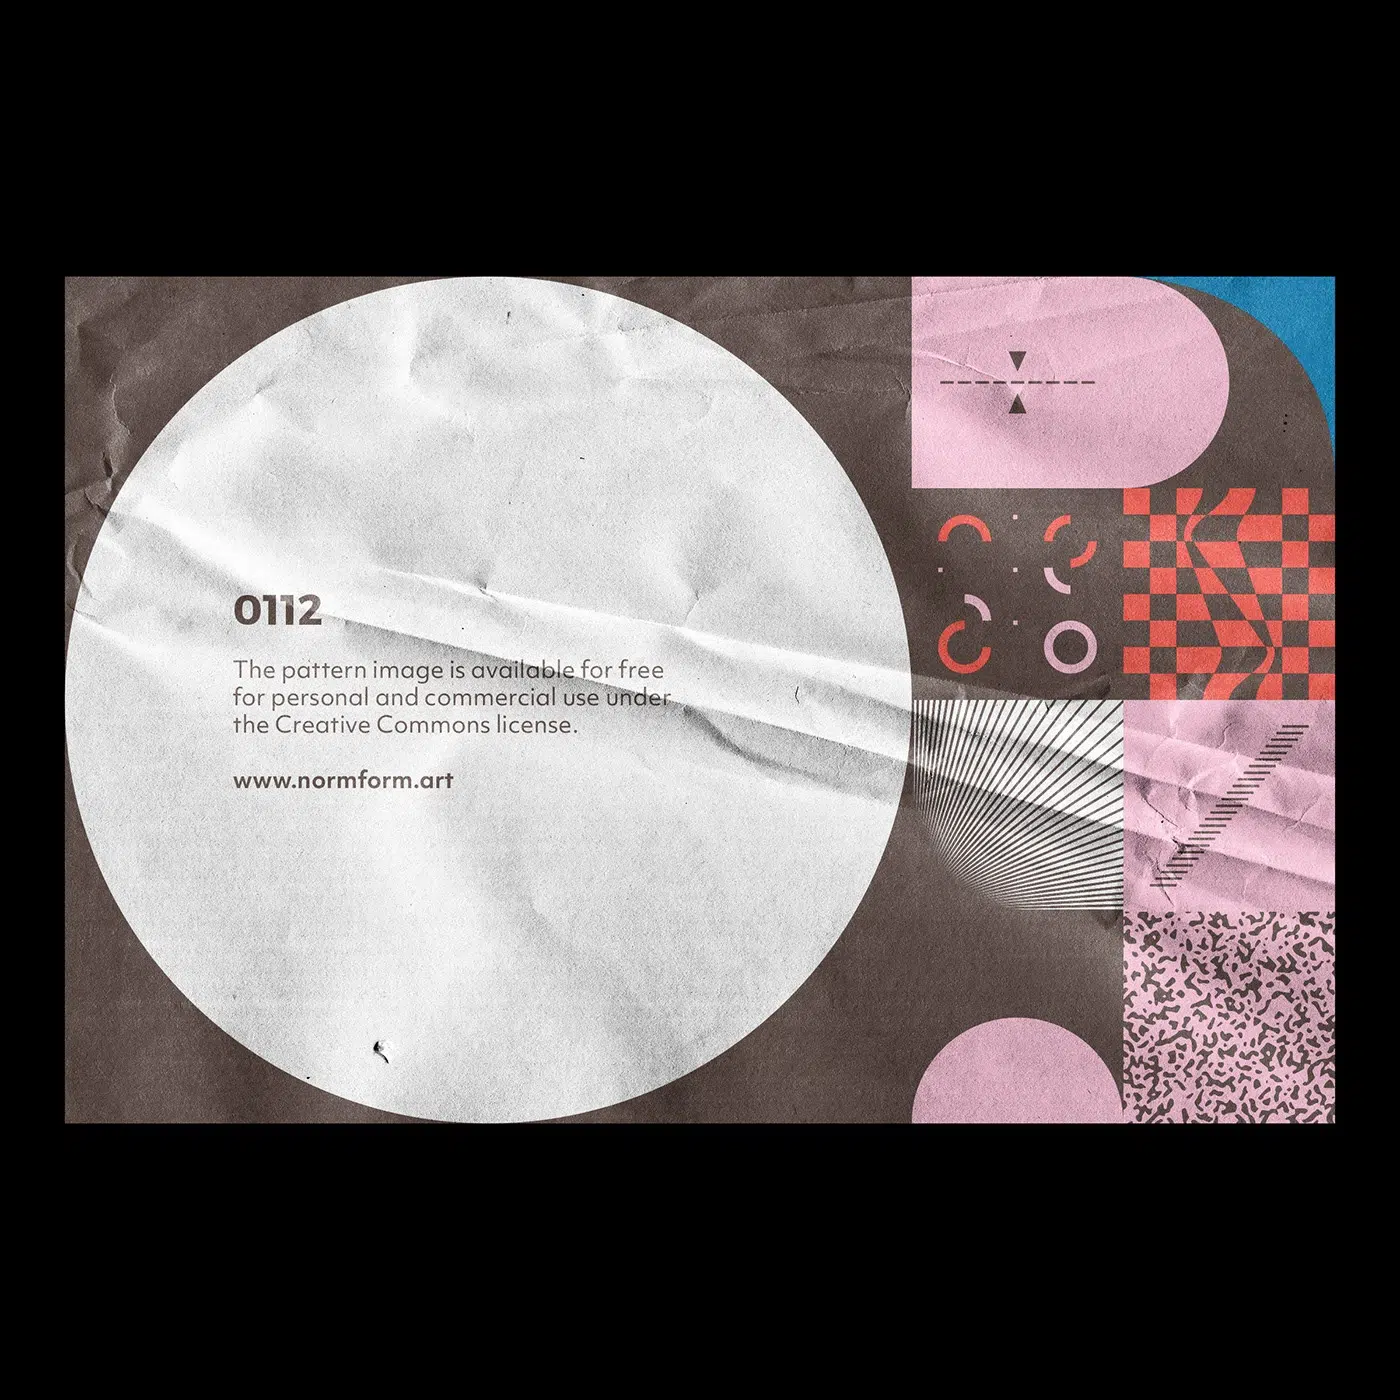 0112
The pattern image is available for free
for personal and commercial use under
the Creative Commons license.
www.normform.art